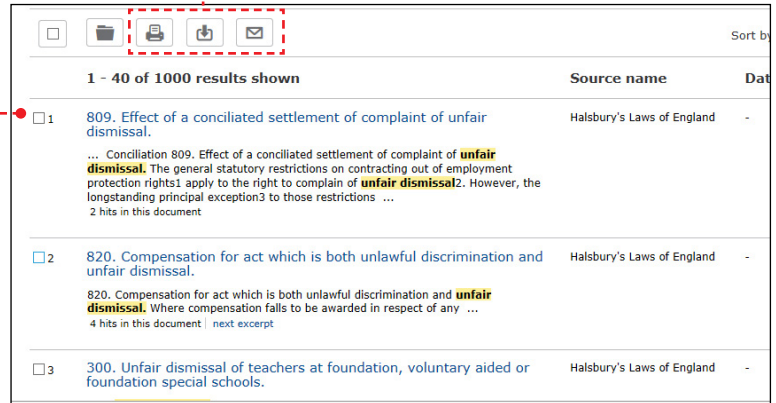 Sort by
1 - 40 of 1000 results shown Source name Dat
1 809. Effect of a conciliated settlement of complaint of unfair Halsbury's Laws of England -
dismissal.
... Conciliation 809. Effect of a conciliated settlement of complaint of unfair
dismissal. The general statutory restrictions on contracting out of employment
protection rights1 apply to the right to complain of unfair dismissal2. However, the
longstanding principal exception3 to those restrictions ...
2 hits in this document
2 820. Compensation for act which is both unlawful discrimination and Halsbury's Laws of England -
unfair dismissal.
820. Compensation for act which is both unlawful discrimination and unfair
dismissal. Where compensation falls to be awarded in respect of any ...
4 hits in this document | next excerpt
3 300. Unfair dismissal of teachers at foundation, voluntary aided or Halsbury's Laws of England -
foundation special schools.